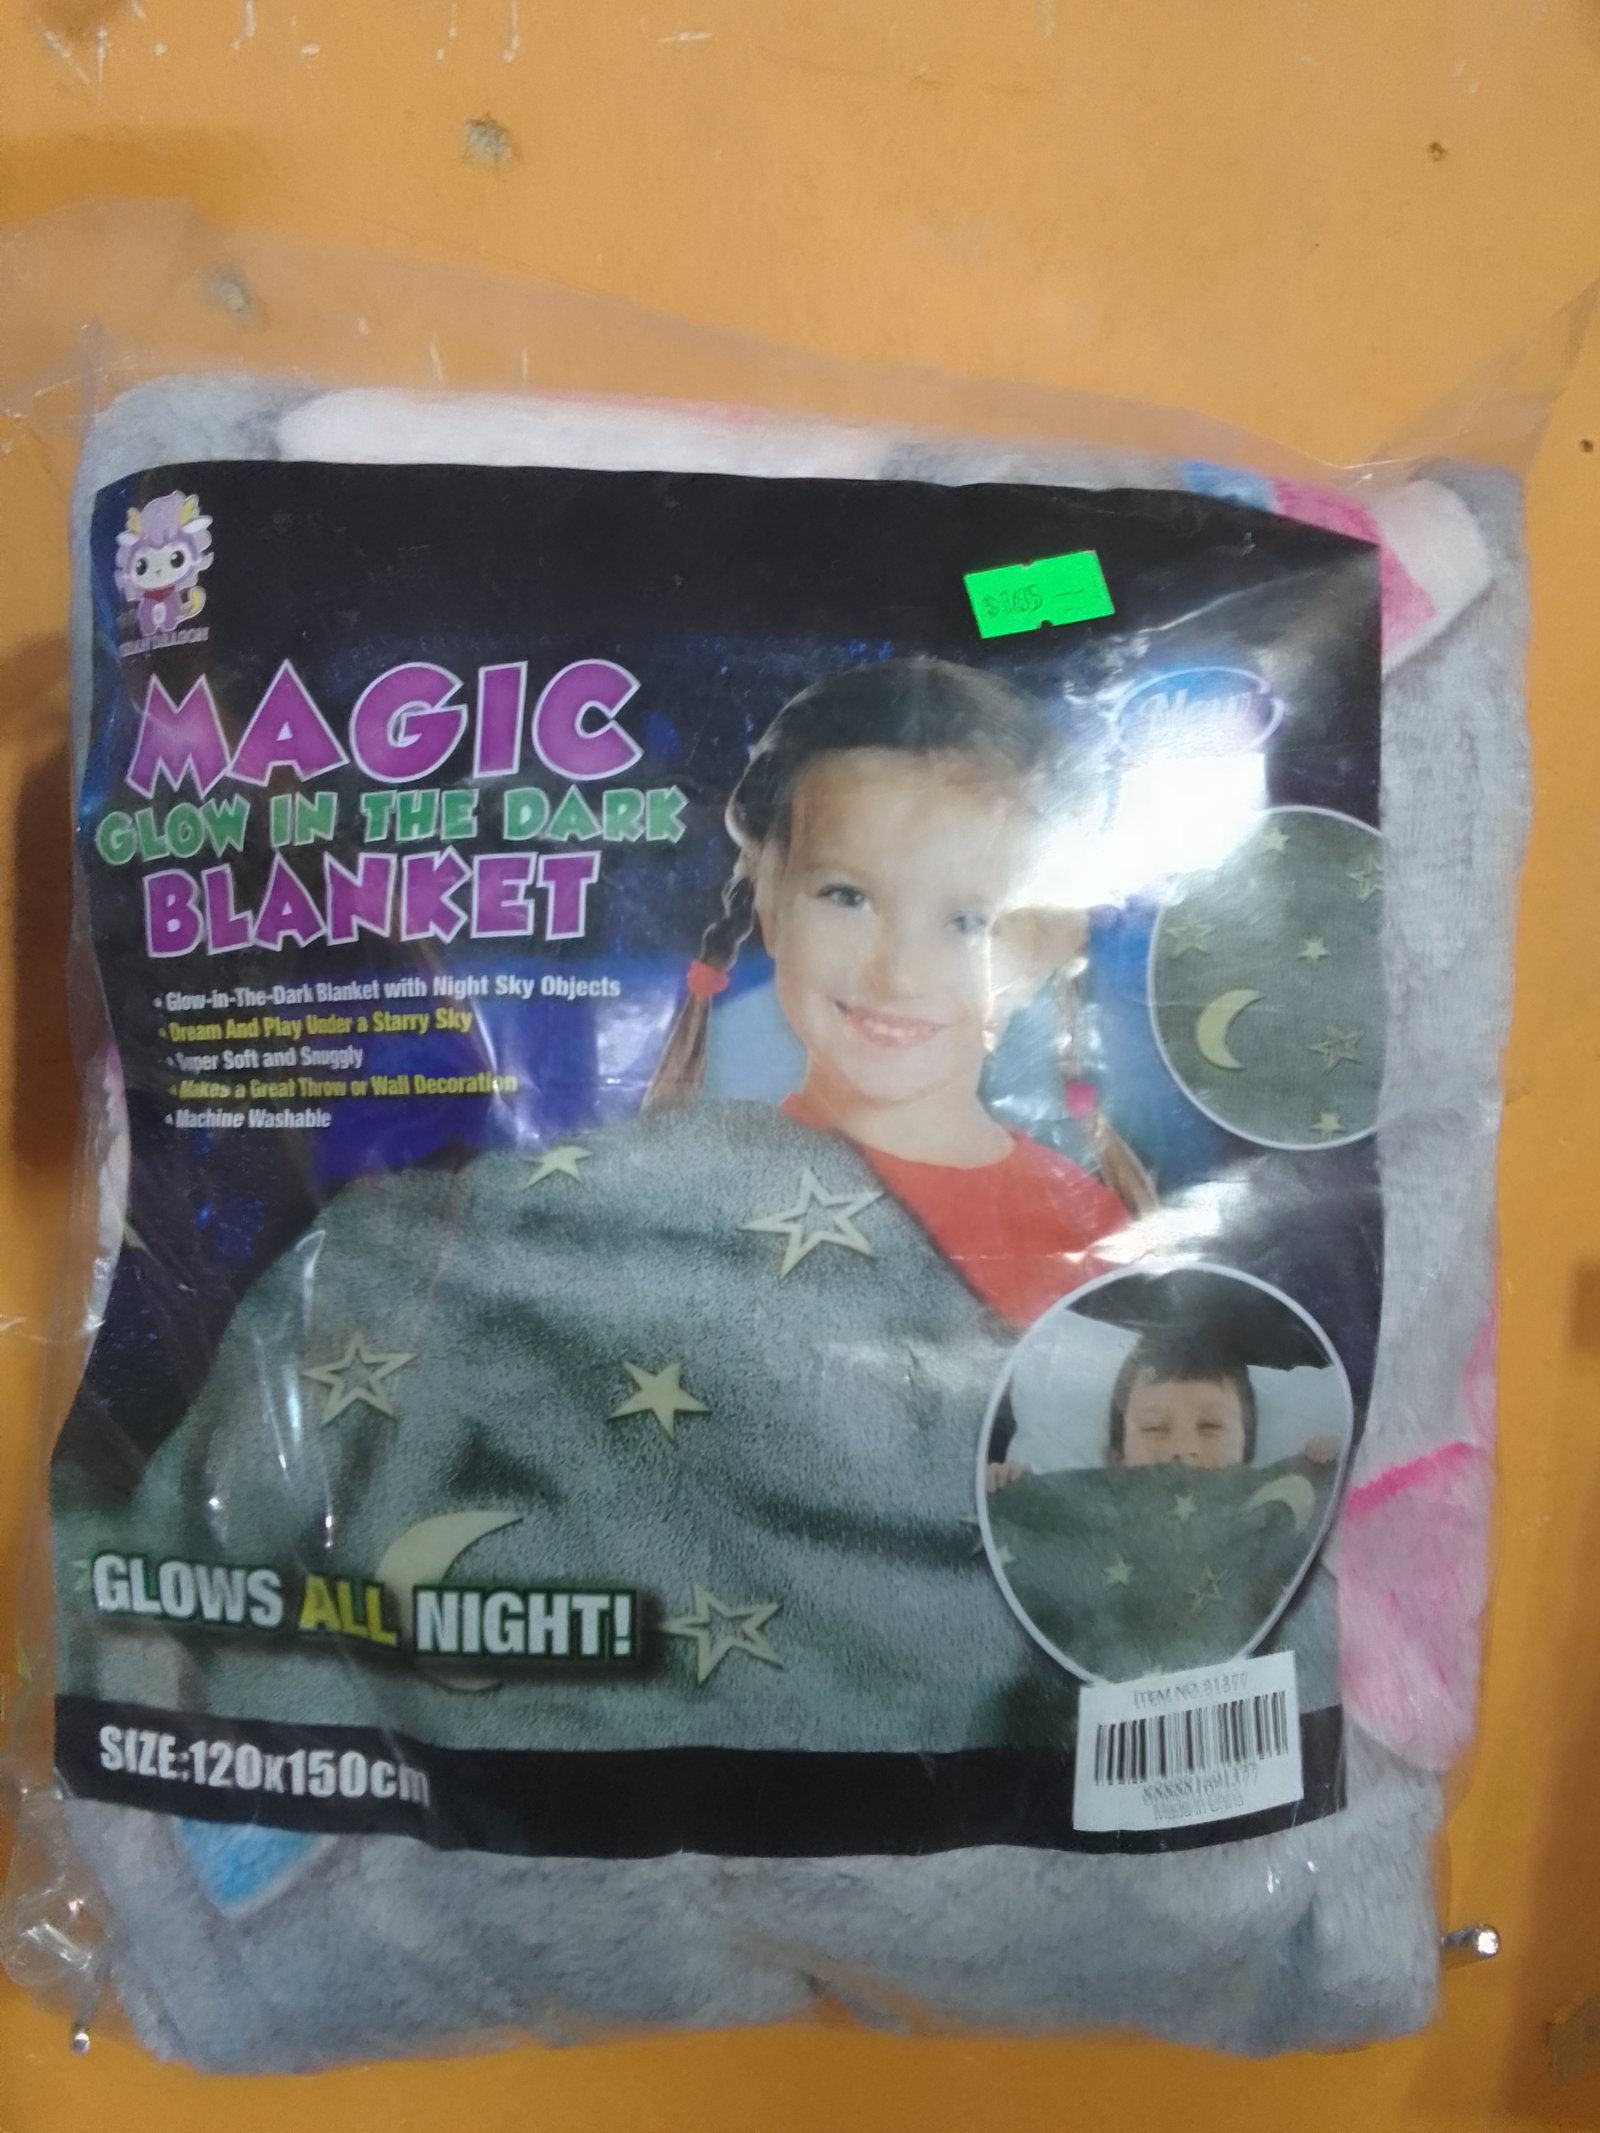 $165
MAGIC
GLOW IN THE DARK
BLANKET
New
• Glow-in-The-Dark Blanket with Night Sky Objects
• Dream And Play Under a Starry Sky
• Super Soft and Snuggly
• Makes a Great Throw or Wall Decoration
• Machine Washable
GLOWS ALL NIGHT!
SIZE:120x150cm
ITEM NO.91377
Made in China